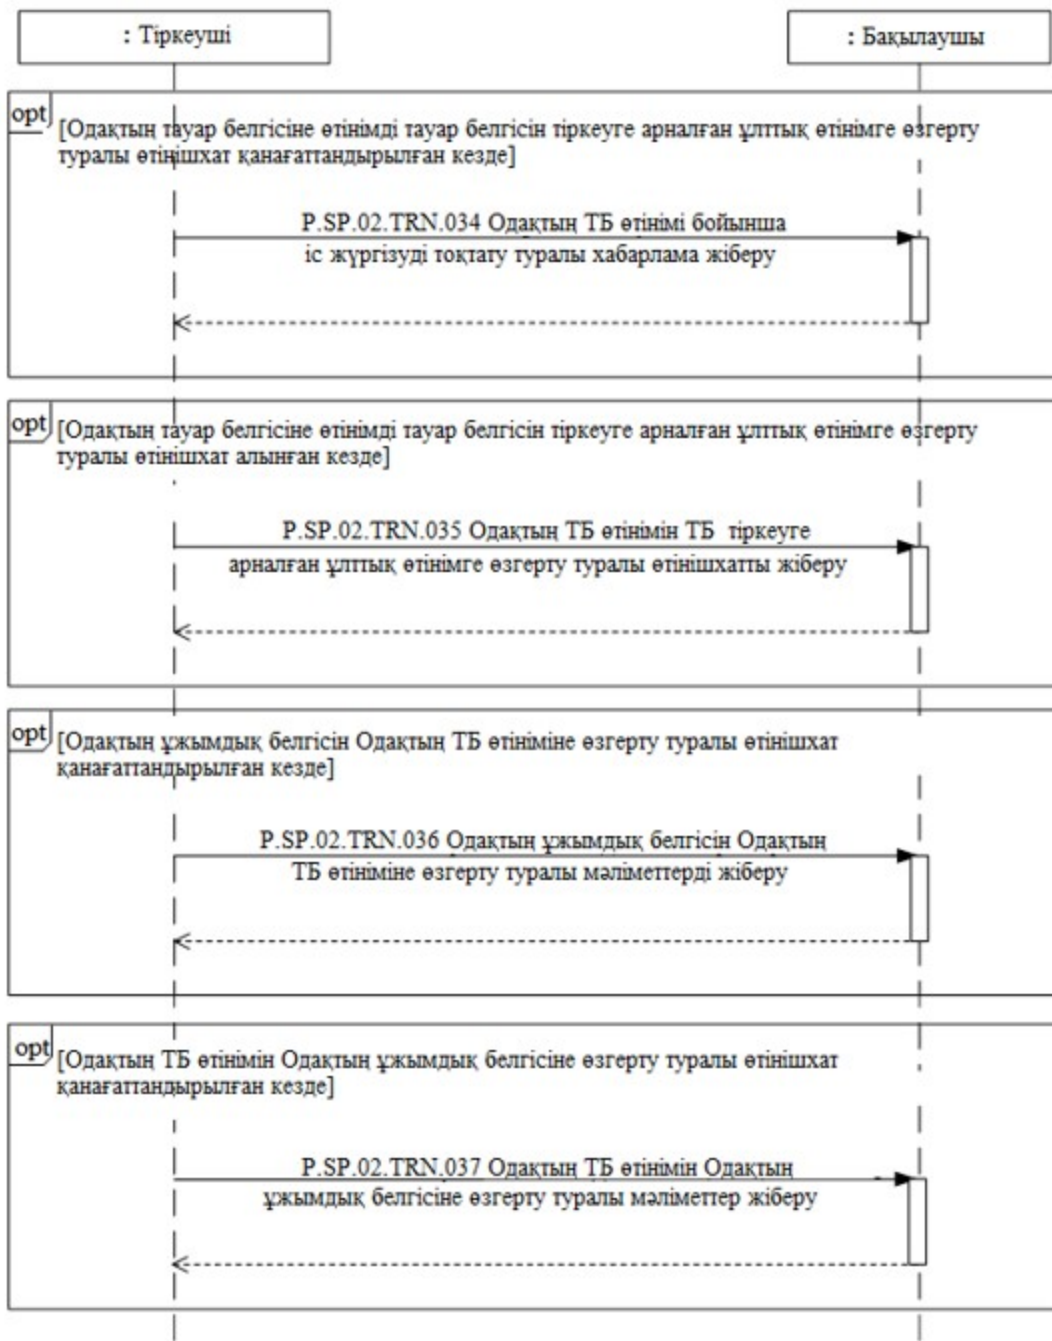 : Тіркеуші
: Бақылаушы
opt
[Одақтың тауар белгісіне өтінімді тауар белгісін тіркеуге арналған ұлттық өтінімге өзгерту
туралы өтінішхат қанағаттандырылған кезде]
P.SP.02.TRN.034 Одақтың ТБ өтінімі бойынша
іс жүргізуді тоқтату туралы хабарлама жіберу
opt
[Одақтың тауар белгісіне өтінімді тауар белгісін тіркеуге арналған ұлттық өтінімге өзгерту
туралы өтінішхат алынған кезде]
P.SP.02.TRN.035 Одақтың ТБ өтінімін ТБ тіркеуге
арналған ұлттық өтінімге өзгерту туралы өтінішхатты жіберу
opt
[Одақтың ұжымдық белгісін Одақтың ТБ өтініміне өзгерту туралы өтінішхат
қанағаттандырылған кезде]
P.SP.02.TRN.036 Одақтың ұжымдық белгісін Одақтың
ТБ өтініміне өзгерту туралы мәліметтерді жіберу
opt
[Одақтың ТБ өтінімін Одақтың ұжымдық белгісіне өзгерту туралы өтінішхат
қанағаттандырылған кезде]
P.SP.02.TRN.037 Одақтың ТБ өтінімін Одақтың
ұжымдық белгісіне өзгерту туралы мәліметтер жіберу